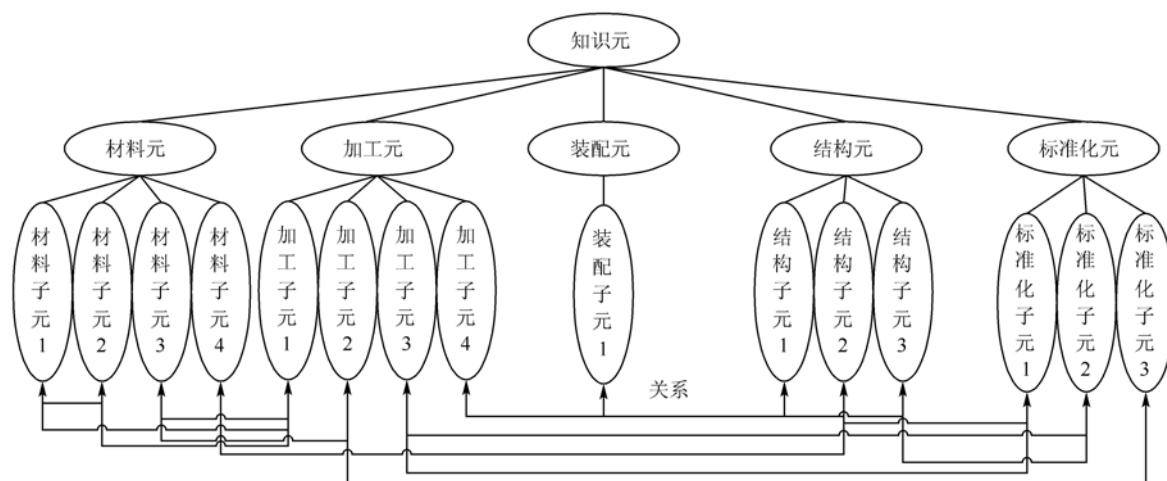 知识元
材料元
加工元
装配元
结构元
标准化元
材料子元1
材料子元2
材料子元3
材料子元4
加工子元1
加工子元2
加工子元3
加工子元4
装配子元1
结构子元1
结构子元2
结构子元3
标准化子元1
标准化子元2
标准化子元3
关系